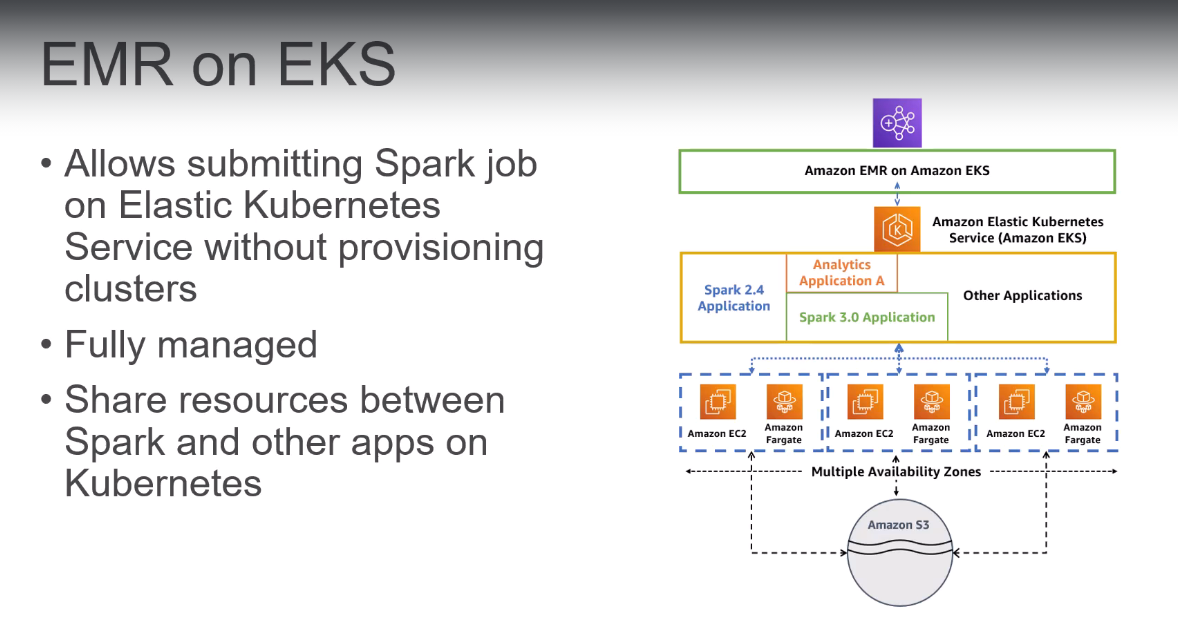 EMR on EKS
• Allows submitting Spark job
on Elastic Kubernetes
Service without provisioning
clusters
• Fully managed
• Share resources between
Spark and other apps on
Kubernetes
Amazon EMR on Amazon EKS
Amazon Elastic Kubernetes
Service (Amazon EKS)
Spark 2.4
Application
Analytics
Application A
Spark 3.0 Application
Other Applications
Amazon EC2
Amazon
Fargate
Amazon EC2
Amazon
Fargate
Amazon EC2
Amazon
Fargate
Multiple Availability Zones
Amazon S3